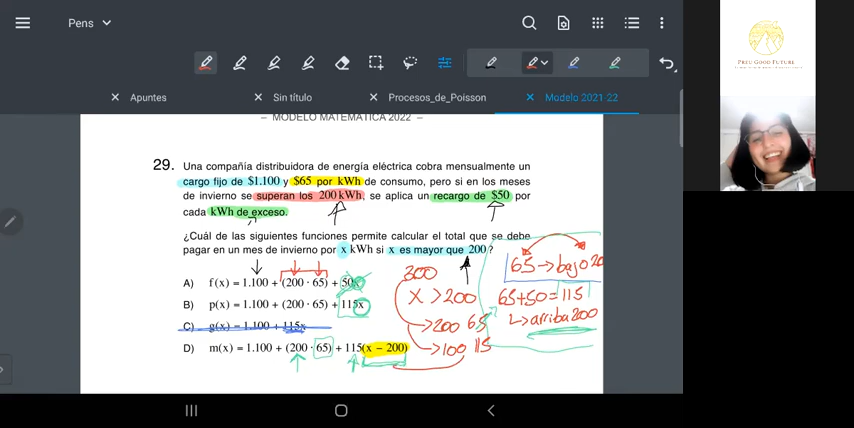 Pens
PREU GOOD FUTURE
Apuntes
Sin título
Procesos_de_Poisson
Modelo 2021-22
– MODELO MATEMÁTICA 2022 –
29. Una compañía distribuidora de energía eléctrica cobra mensualmente un
cargo fijo de $1.100 y $65 por kWh de consumo, pero si en los meses
de invierno se superan los 200 kWh, se aplica un recargo de $50 por
cada kWh de exceso.
¿Cuál de las siguientes funciones permite calcular el total que se debe
pagar en un mes de invierno por x kWh si x es mayor que 200 ?
A) f(x) = 1.100 + (200 · 65) + 50x
B) p(x) = 1.100 + (200 · 65) + 115x
C) g(x) = 1.100 + 115x
D) m(x) = 1.100 + (200 · 65) + 115(x − 200)
300
X > 200
→ 200 65
→ 100 115
65 → bajo 20
65+50=115
↳ arriba 200